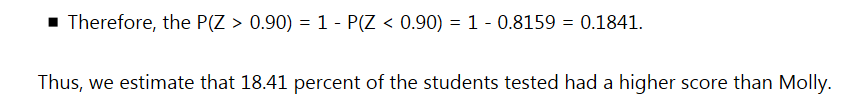 ▪ Therefore, the P(Z > 0.90) = 1 - P(Z < 0.90) = 1 - 0.8159 = 0.1841.
Thus, we estimate that 18.41 percent of the students tested had a higher score than Molly.